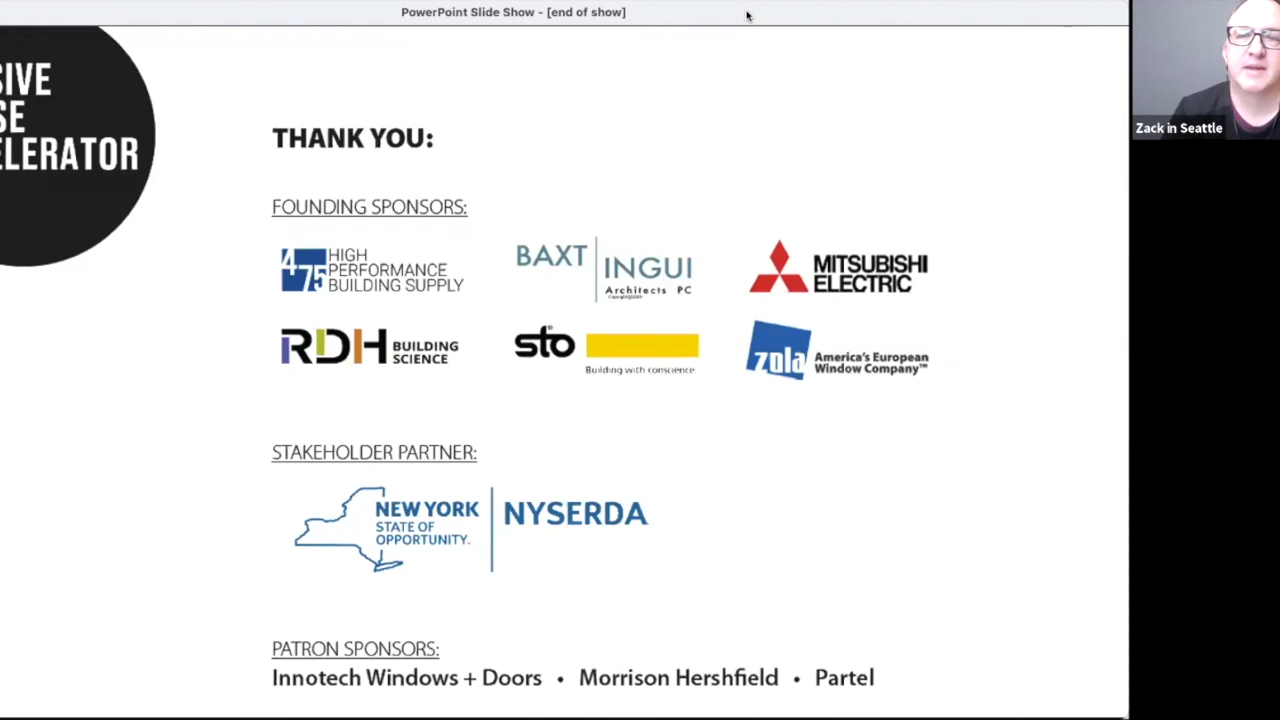 PowerPoint Slide Show - [end of show]
SIVE
SE
ELERATOR
Zack in Seattle
THANK YOU:
FOUNDING SPONSORS:
475 HIGH
PERFORMANCE
BUILDING SUPPLY
BAXT
INGUI
Architects PC
MITSUBISHI
ELECTRIC
RDH BUILDING
SCIENCE
sto
Building with conscience.
zola America's European
Window Company™
STAKEHOLDER PARTNER:
NEW YORK
STATE OF
OPPORTUNITY.
NYSERDA
PATRON SPONSORS:
Innotech Windows + Doors • Morrison Hershfield • Partel